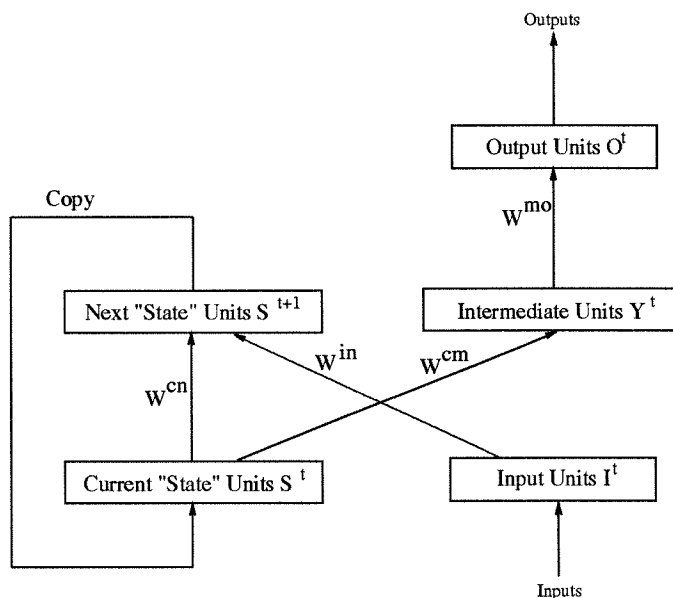 Outputs
Output Units O^t
Copy
W^mo
Next "State" Units S^t+1
Intermediate Units Y^t
W^in
W^cm
W^cn
Current "State" Units S^t
Input Units I^t
Inputs